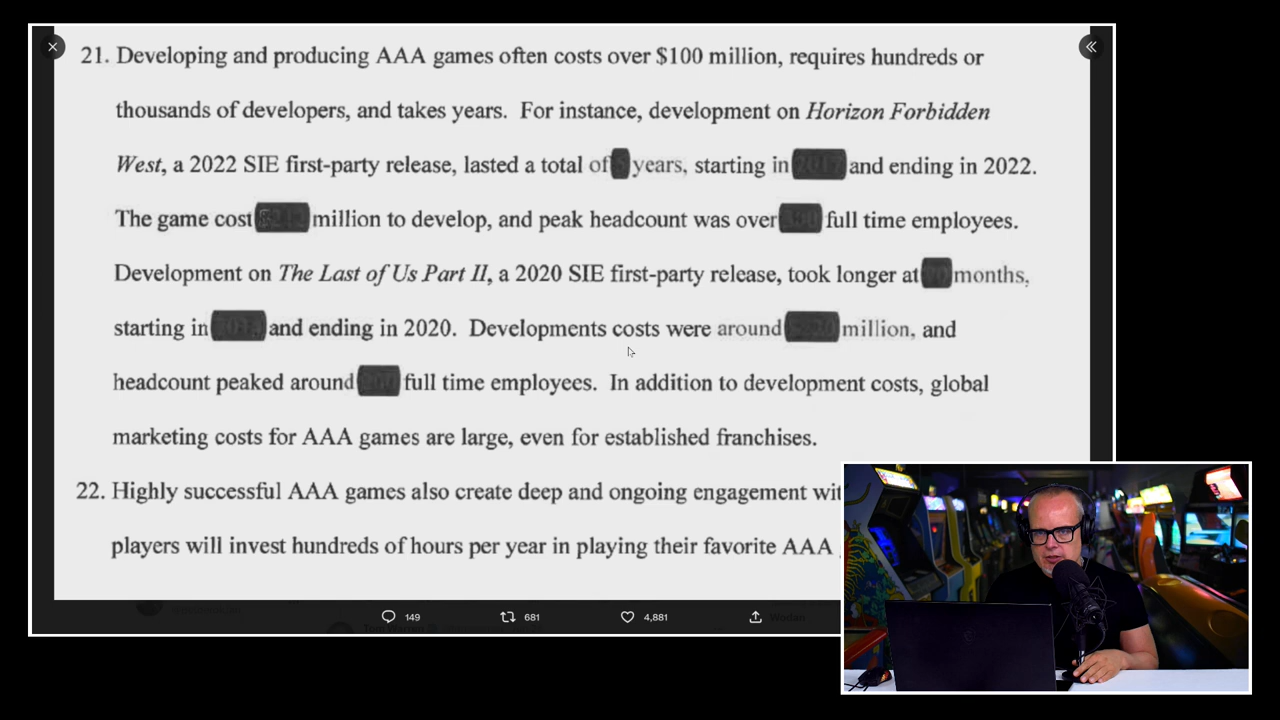 21. Developing and producing AAA games often costs over $100 million, requires hundreds or
thousands of developers, and takes years. For instance, development on Horizon Forbidden
West, a 2022 SIE first-party release, lasted a total of years, starting in and ending in 2022.
The game cost million to develop, and peak headcount was over full time employees.
Development on The Last of Us Part II, a 2020 SIE first-party release, took longer at months,
starting in and ending in 2020. Developments costs were around million, and
headcount peaked around full time employees. In addition to development costs, global
marketing costs for AAA games are large, even for established franchises.
22. Highly successful AAA games also create deep and ongoing engagement
players will invest hundreds of hours per year in playing their favorite AAA
149 681 4,881